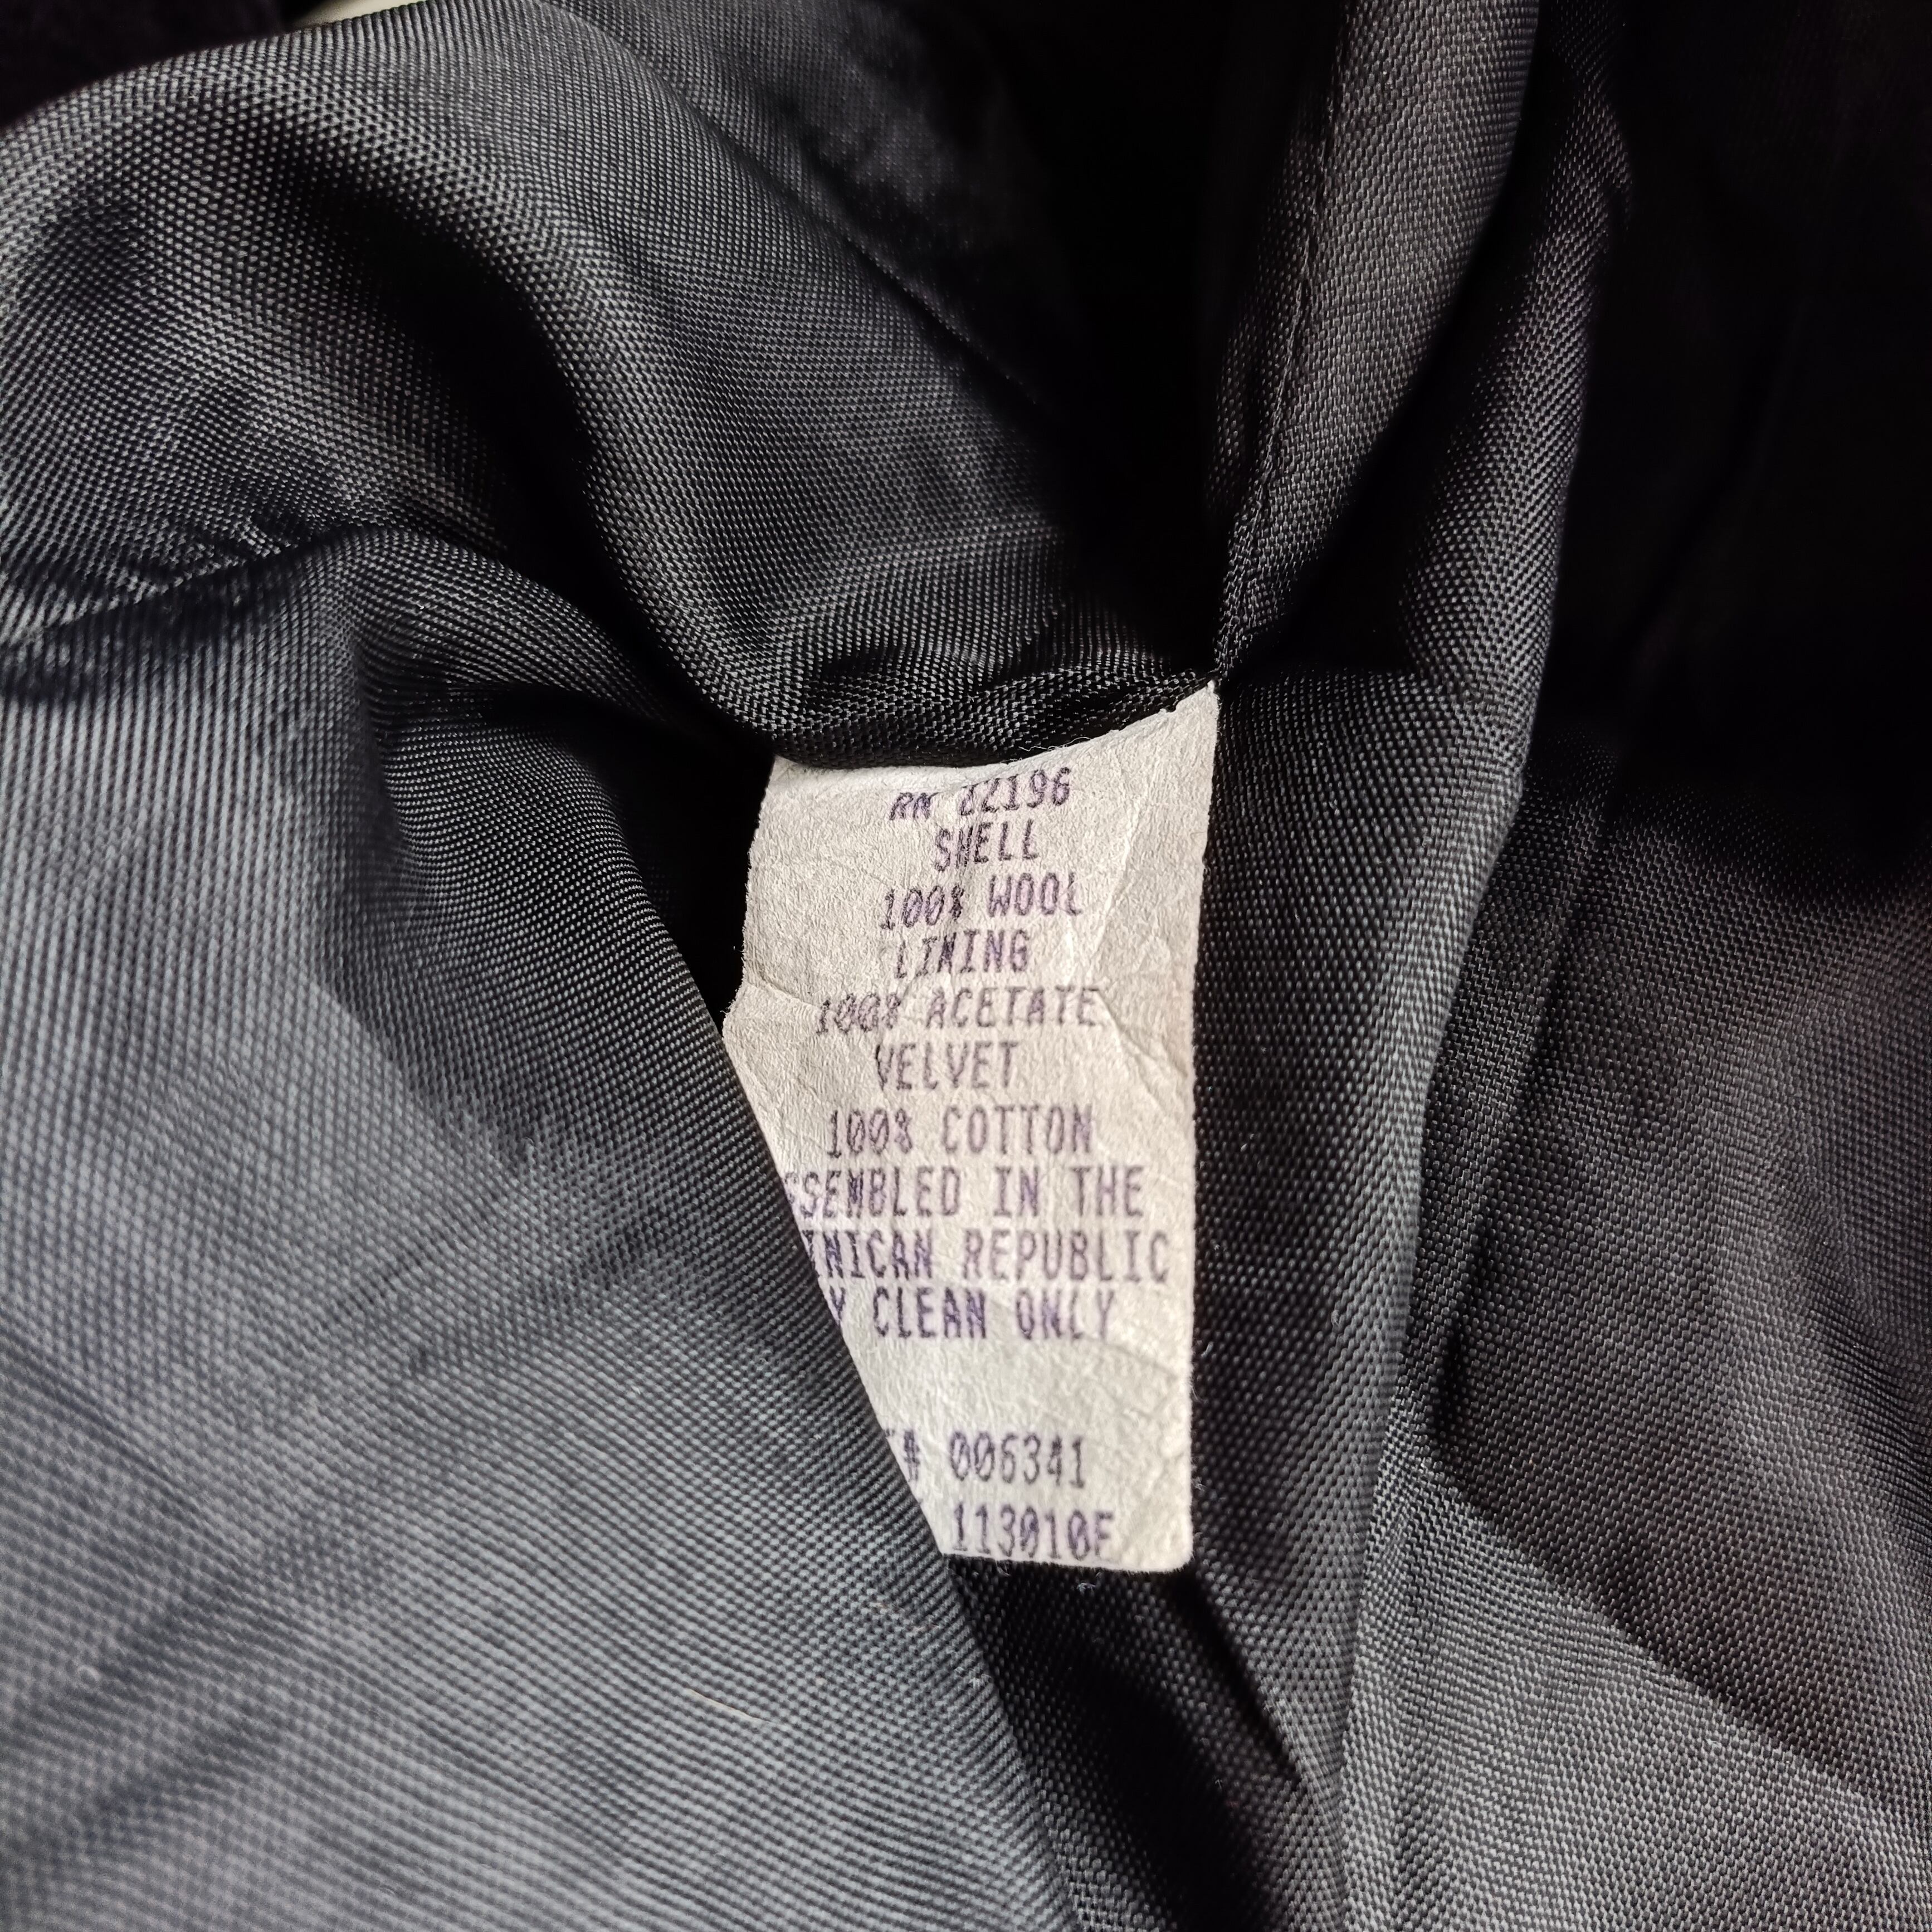 RN 82196
SHELL
100% WOOL
LINING
100% ACETATE
VELVET
100% COTTON
SSEMBLED IN THE
INICAN REPUBLIC
Y CLEAN ONLY
# 006341
113010F